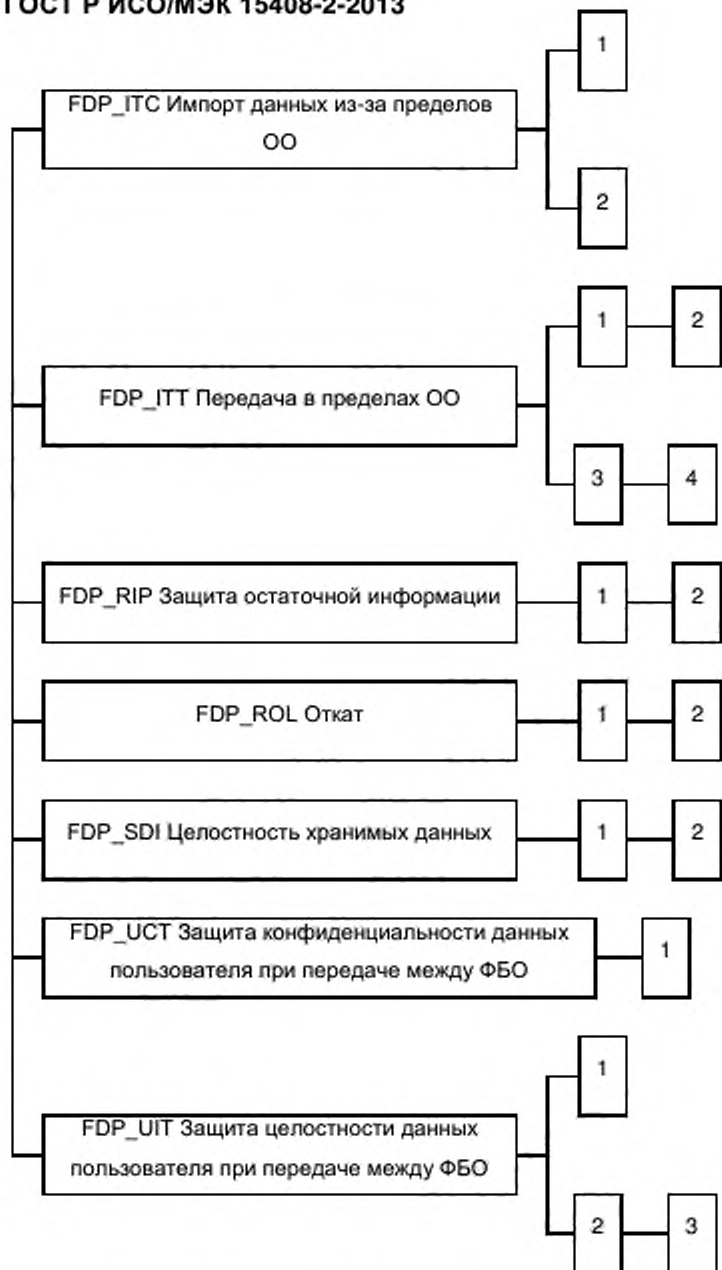 ГОСТ Р ИСО/МЭК 15408-2-2013
1
FDP_ITC Импорт данных из-за пределов
ОО
2
1 2
FDP_ITT Передача в пределах ОО
3 4
FDP_RIP Защита остаточной информации 1 2
FDP_ROL Откат 1 2
FDP_SDI Целостность хранимых данных 1 2
FDP_UCT Защита конфиденциальности данных
пользователя при передаче между ФБО
1
1
FDP_UIT Защита целостности данных
пользователя при передаче между ФБО
2 3